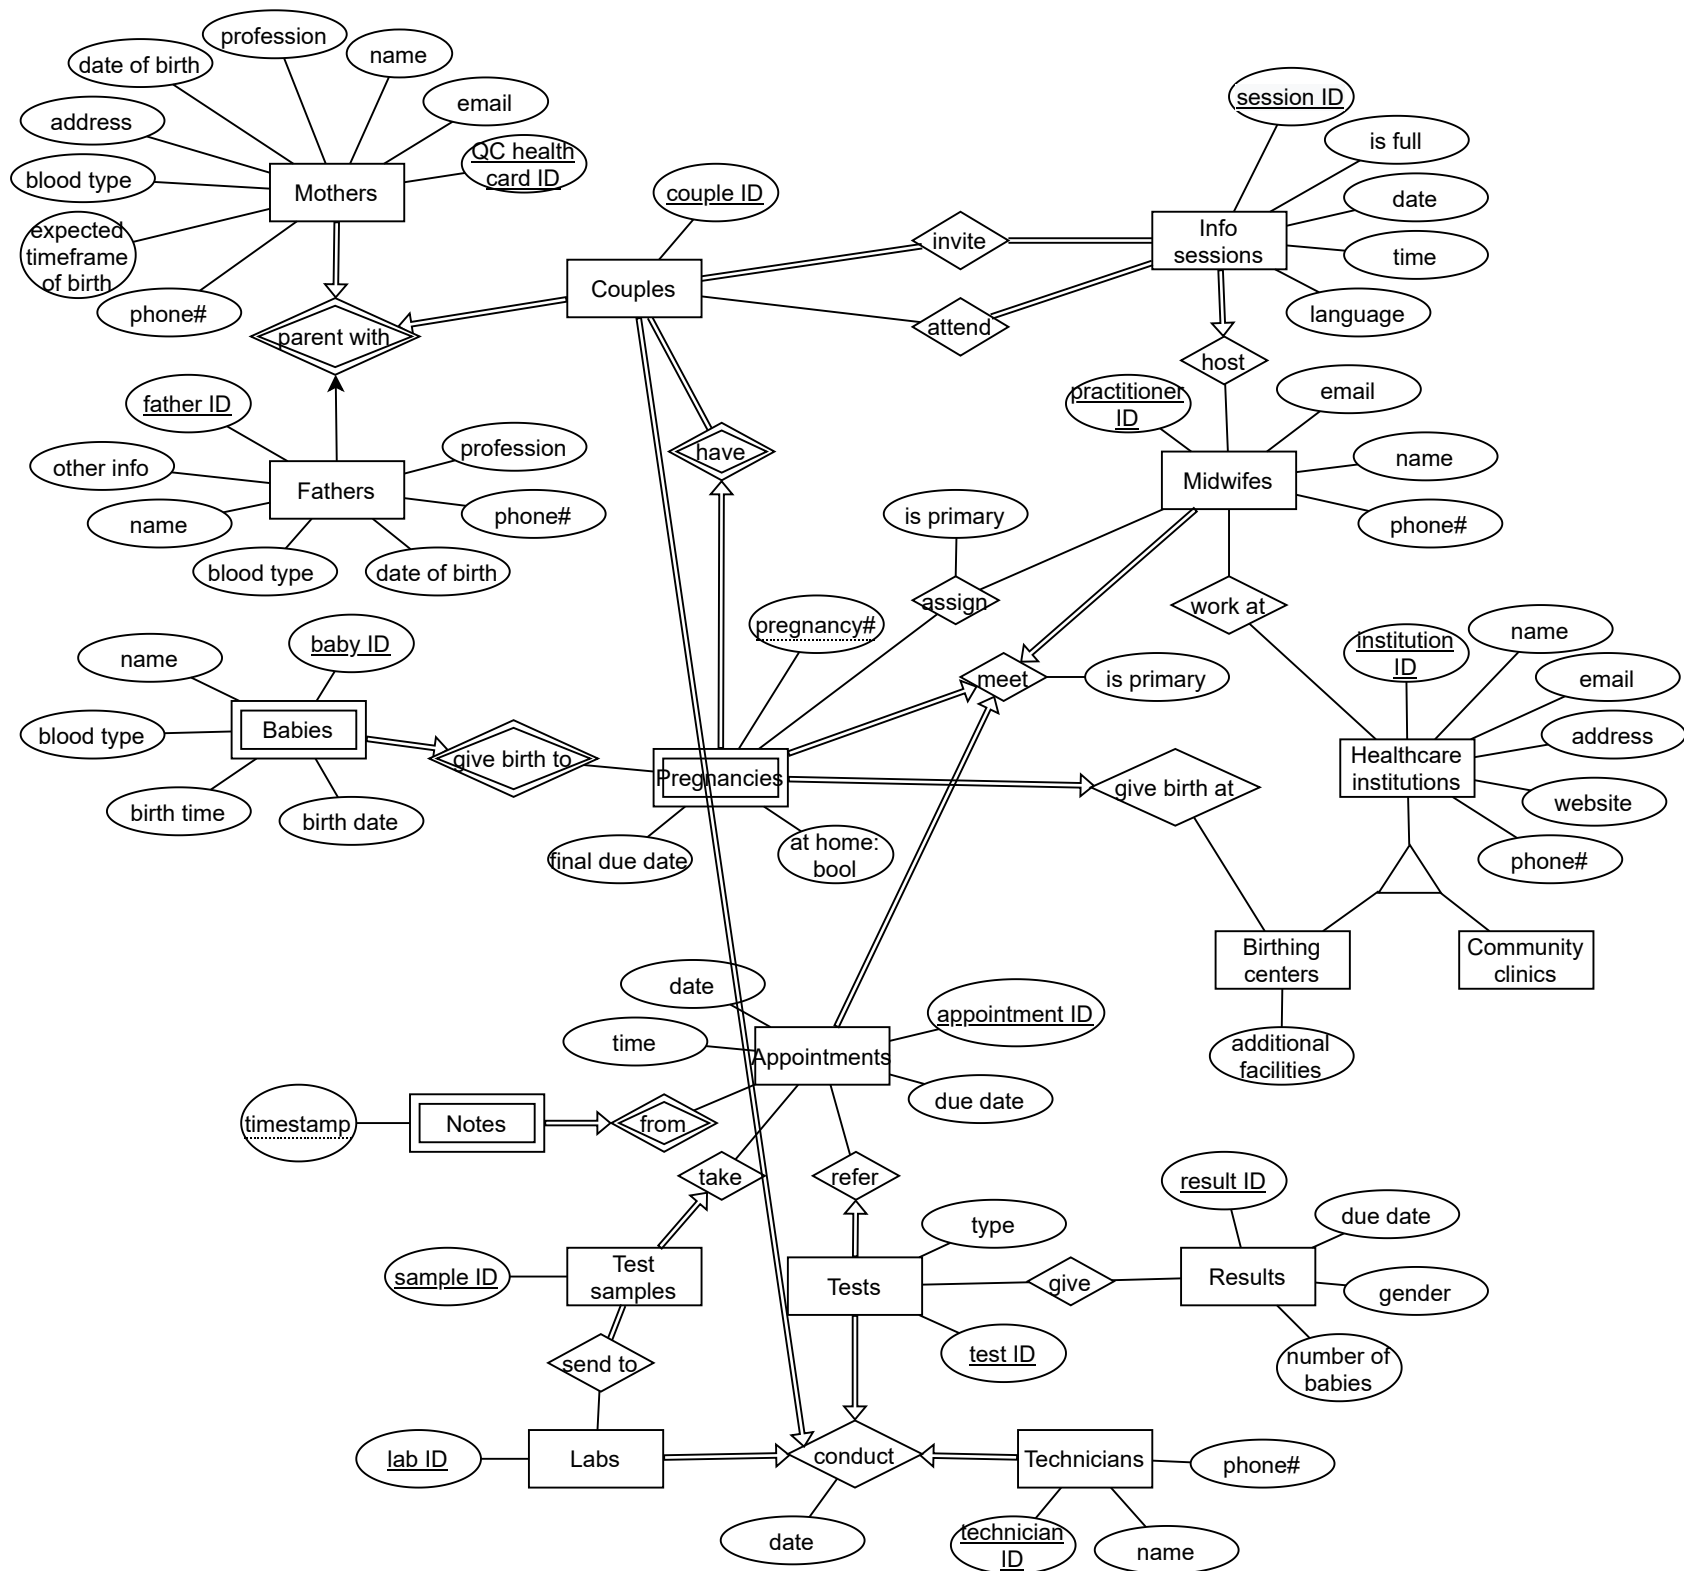 profession
name
date of birth
email
address
QC health
card ID
blood type
Mothers
expected
timeframe
of birth
phone#
couple ID
Couples
invite
attend
session ID
is full
date
Info
sessions
time
language
parent with
host
father ID
profession
other info
Fathers
name
phone#
blood type
date of birth
have
practitioner
ID
email
name
Midwifes
phone#
is primary
assign
work at
pregnancy#
meet
is primary
institution
ID
name
email
address
Healthcare
institutions
website
phone#
name
baby ID
blood type
Babies
give birth to
Pregnancies
give birth at
birth time
birth date
final due date
at home:
bool
Birthing
centers
Community
clinics
additional
facilities
date
time
Appointments
appointment ID
due date
timestamp
Notes
from
take
refer
result ID
type
due date
sample ID
Test
samples
Tests
give
Results
gender
send to
test ID
number of
babies
lab ID
Labs
conduct
Technicians
phone#
date
technician
ID
name